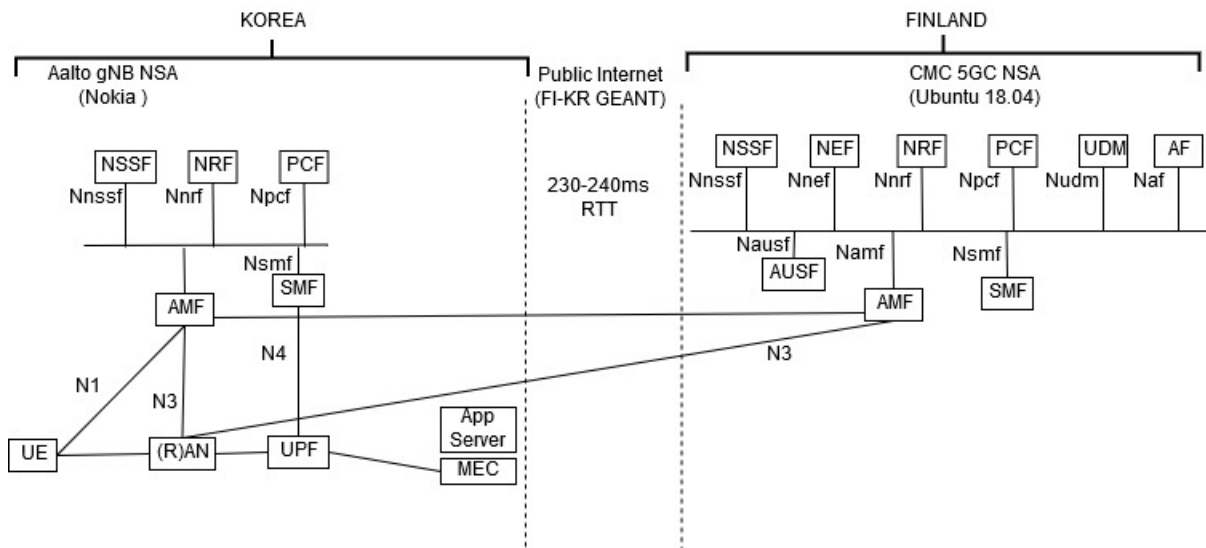 KOREA
FINLAND
Aalto gNB NSA
(Nokia )
Public Internet
(FI-KR GEANT)
CMC 5GC NSA
(Ubuntu 18.04)
NSSF NRF PCF
NSSF NEF NRF PCF UDM AF
Nnssf Nnrf Npcf
230-240ms
RTT
Nnssf Nnef Nnrf Npcf Nudm Naf
Nsmf
Nausf Namf Nsmf
SMF
AUSF
SMF
AMF
AMF
N4
N3
N1
N3
App
Server
UE (R)AN UPF
MEC